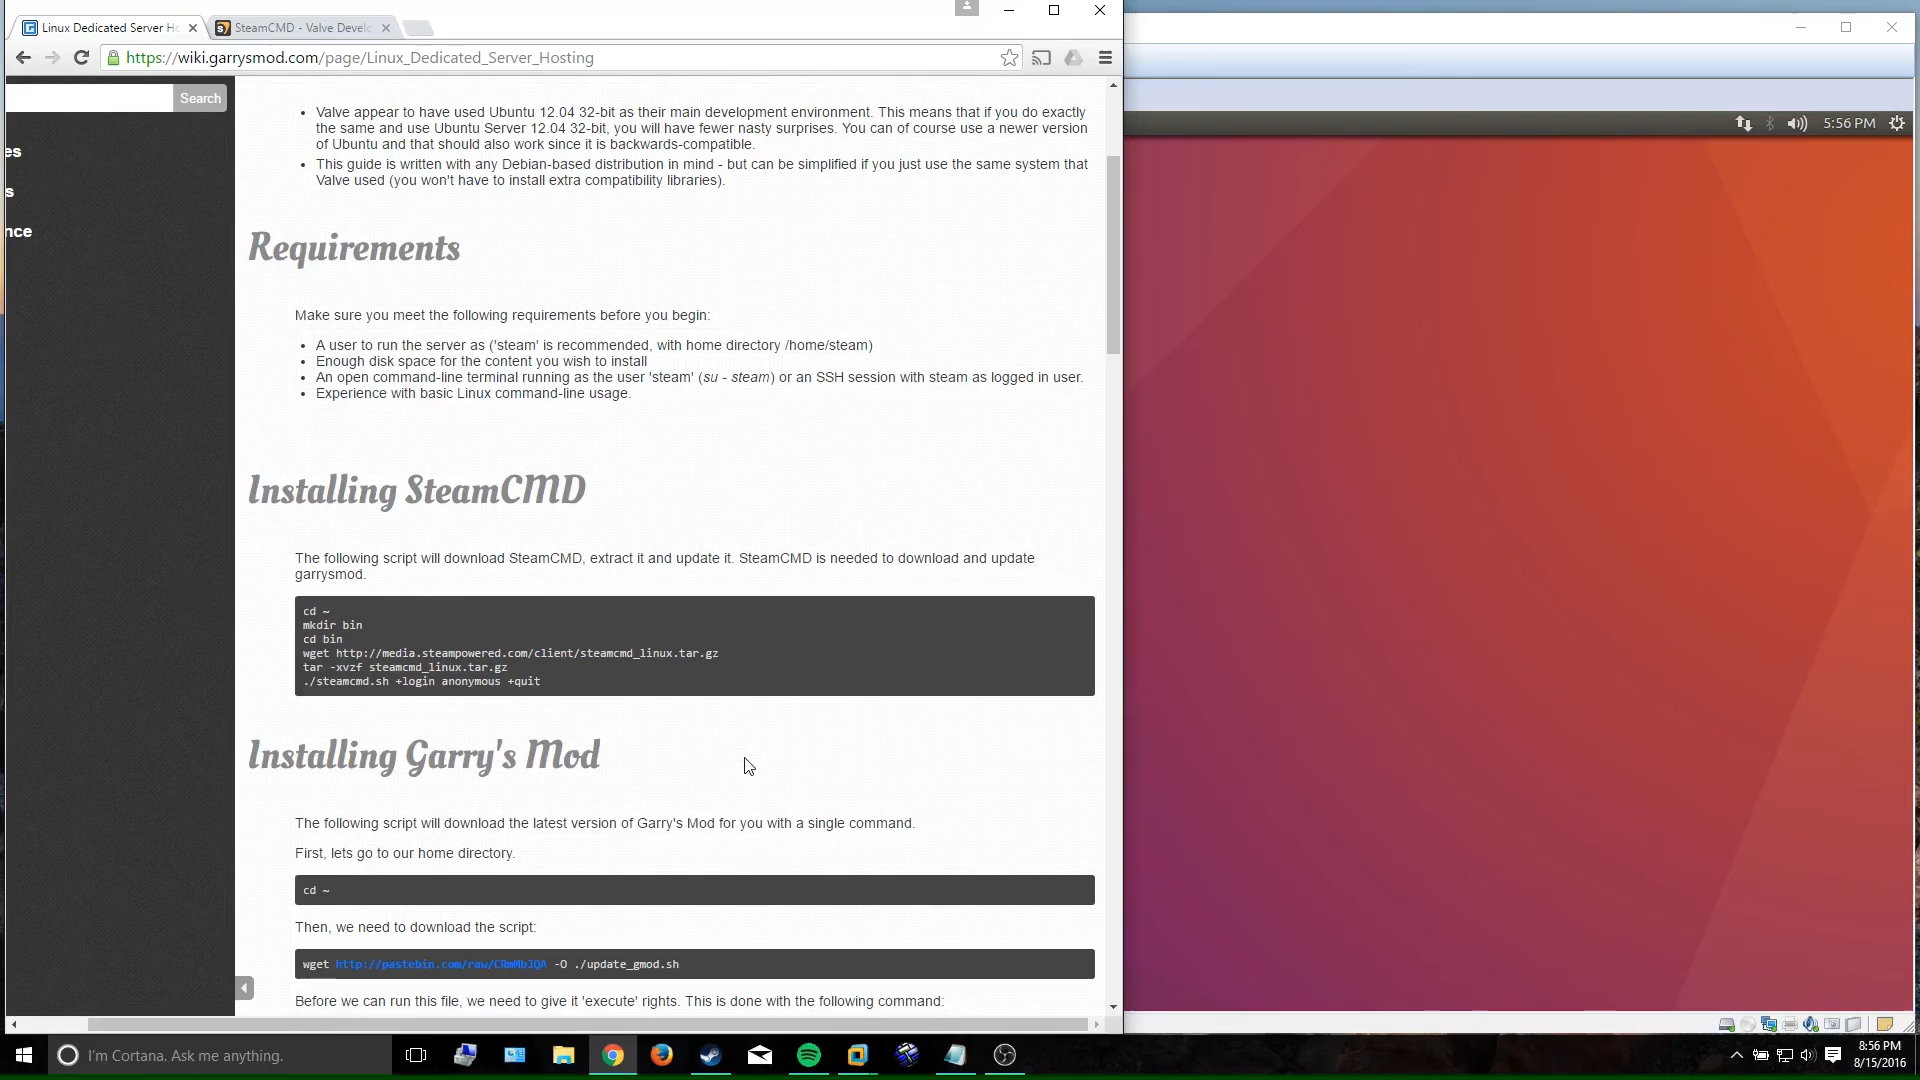 Linux Dedicated Server H
SteamCMD - Valve Devel
https://wiki.garrysmod.com/page/Linux_Dedicated_Server_Hosting
Search
es
s
nce
• Valve appear to have used Ubuntu 12.04 32-bit as their main development environment. This means that if you do exactly
the same and use Ubuntu Server 12.04 32-bit, you will have fewer nasty surprises. You can of course use a newer version
of Ubuntu and that should also work since it is backwards-compatible.
• This guide is written with any Debian-based distribution in mind - but can be simplified if you just use the same system that
Valve used (you won't have to install extra compatibility libraries).
Requirements
Make sure you meet the following requirements before you begin:
• A user to run the server as ('steam' is recommended, with home directory /home/steam)
• Enough disk space for the content you wish to install
• An open command-line terminal running as the user 'steam' (su - steam) or an SSH session with steam as logged in user.
• Experience with basic Linux command-line usage.
Installing SteamCMD
The following script will download SteamCMD, extract it and update it. SteamCMD is needed to download and update
garrysmod.
cd ~
mkdir bin
cd bin
wget http://media.steampowered.com/client/steamcmd_linux.tar.gz
tar -xvzf steamcmd_linux.tar.gz
./steamcmd.sh +login anonymous +quit
Installing Garry's Mod
The following script will download the latest version of Garry's Mod for you with a single command.
First, lets go to our home directory.
cd ~
Then, we need to download the script:
wget http://pastebin.com/raw/CRmMbJQA -O ./update_gmod.sh
Before we can run this file, we need to give it 'execute' rights. This is done with the following command:
5:56 PM
I'm Cortana. Ask me anything.
8:56 PM
8/15/2016